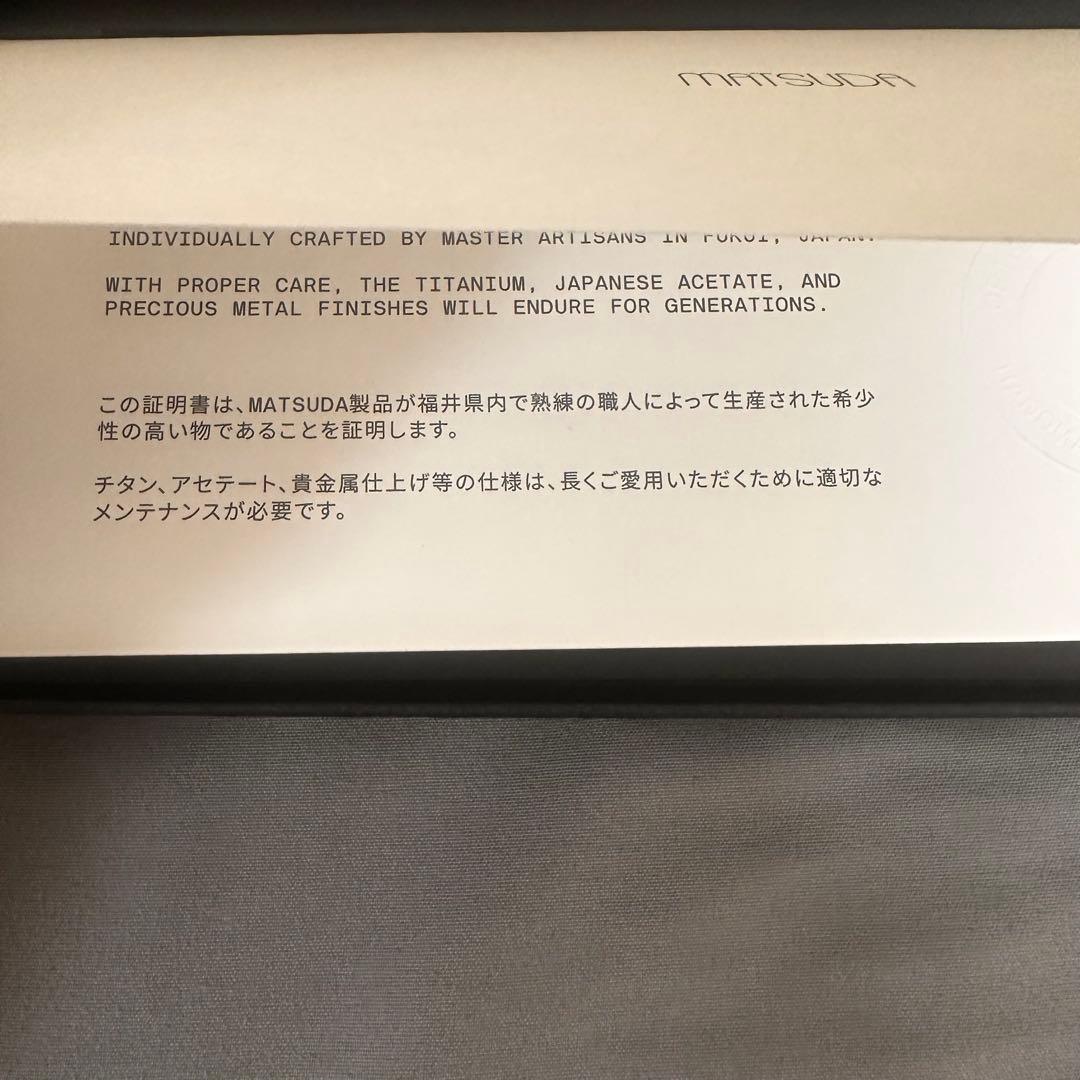 MATSUDA
INDIVIDUALLY CRAFTED BY MASTER ARTISANS IN FUKUI, JAPAN.
WITH PROPER CARE, THE TITANIUM, JAPANESE ACETATE, AND
PRECIOUS METAL FINISHES WILL ENDURE FOR GENERATIONS.
この証明書は、MATSUDA製品が福井県内で熟練の職人によって生産された希少
性の高い物であることを証明します。
チタン、アセテート、貴金属仕上げ等の仕様は、長くご愛用いただくために適切な
メンテナンスが必要です。